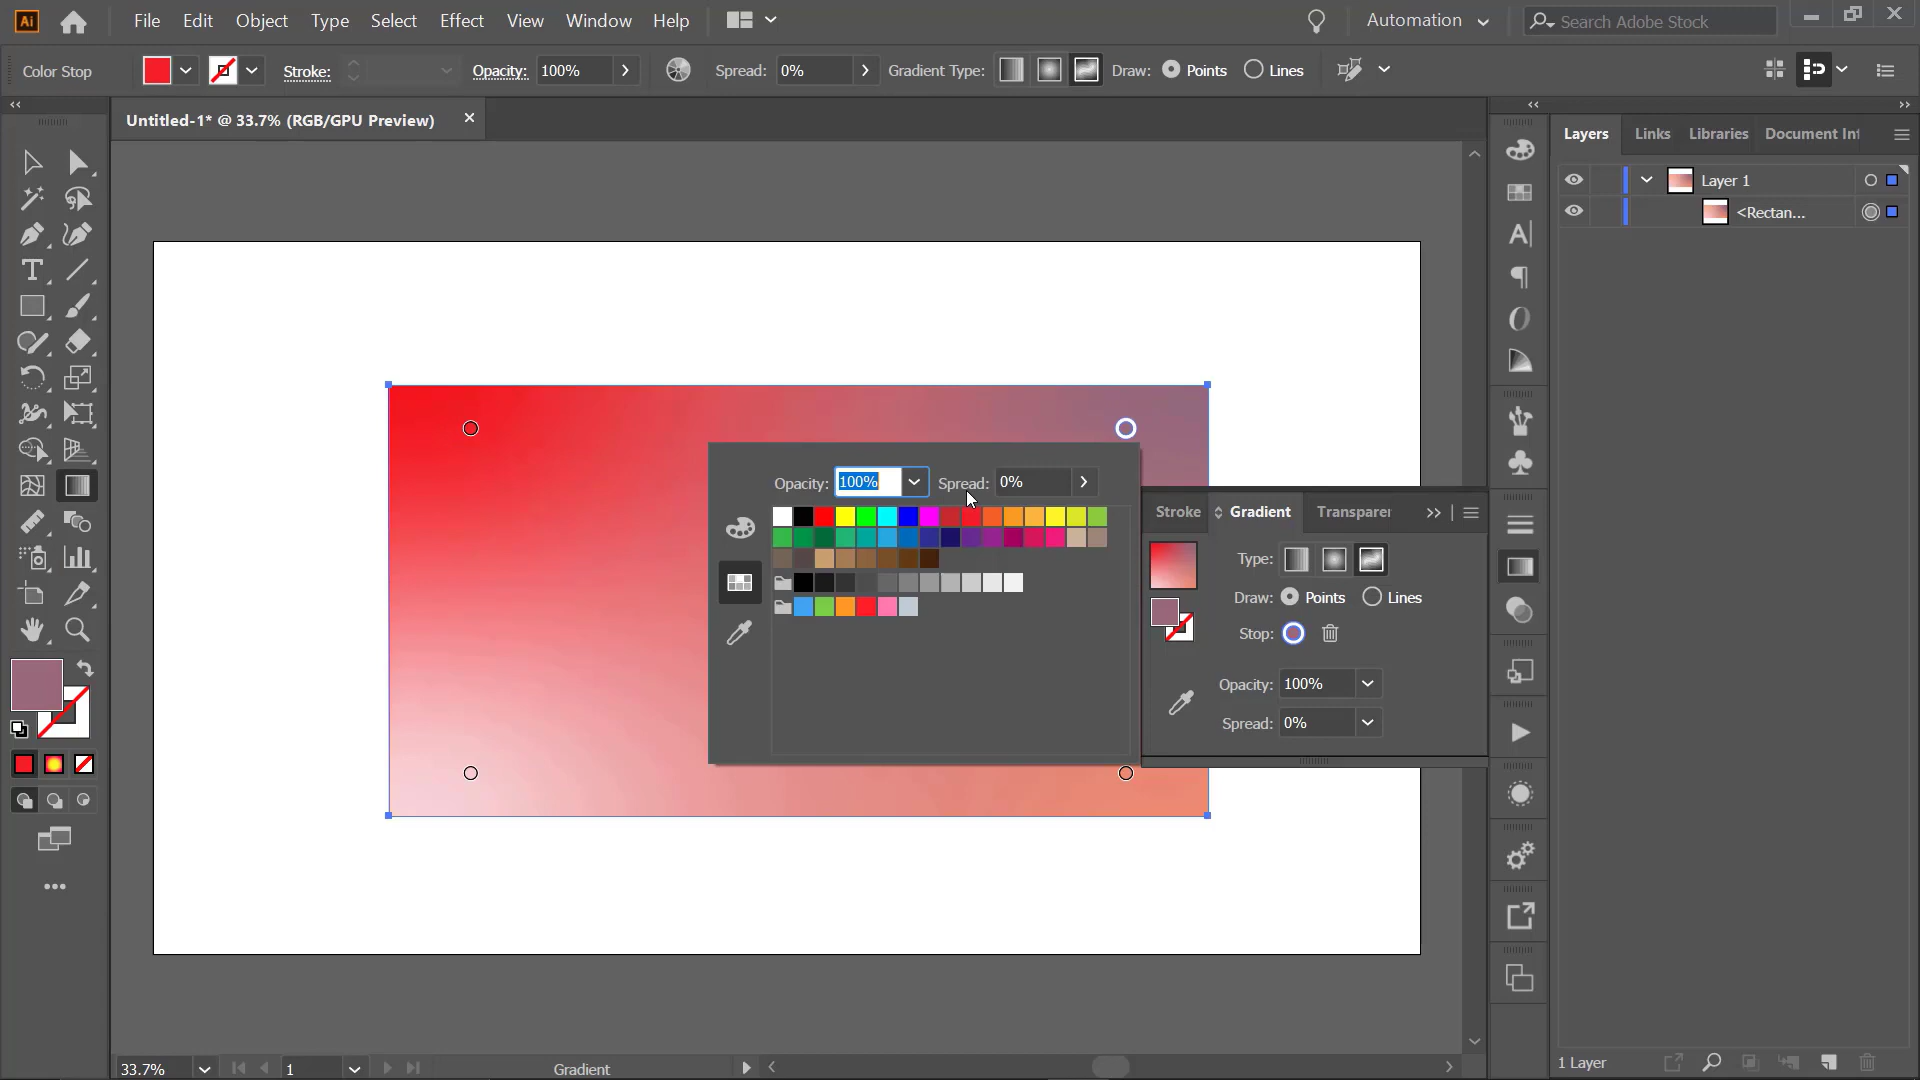 Ai File Edit Object Type Select Effect View Window Help Automation Search Adobe Stock
Color Stop Stroke: Opacity: 100% Spread: 0% Gradient Type: Draw: Points Lines
Untitled-1* @ 33.7% (RGB/GPU Preview)
Layers Links Libraries Document Inf
Layer 1
<Rectan...
Opacity: 100% Spread: 0%
Stroke Gradient Transparer
Type:
Draw: Points Lines
Stop:
Opacity: 100%
Spread: 0%
33.7% 1 Gradient
1 Layer